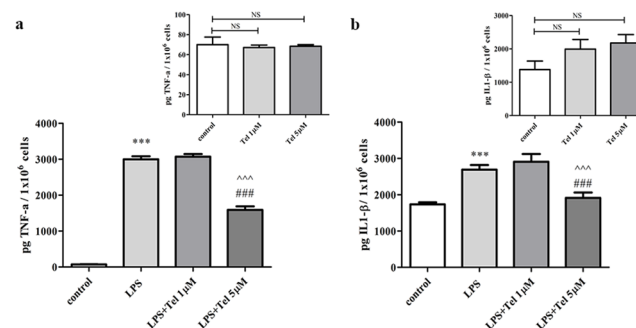 a
pg TNF-a / 1x10⁶ cells
100
80
60
40
20
0
NS
NS
control
Tel 1µM
Tel 5µM
pg TNF-a / 1x10⁶ cells
4000
3000
2000
1000
0
***
^^^
###
control
LPS
LPS+Tel 1µM
LPS+Tel 5µM
b
pg IL1-β / 1x10⁶ cells
3000
2000
1000
0
NS
NS
control
Tel 1µM
Tel 5µM
pg IL1-β/ 1x10⁶ cells
4000
3000
2000
1000
0
***
^^^
###
control
LPS
LPS+Tel 1µM
LPS+Tel 5µM